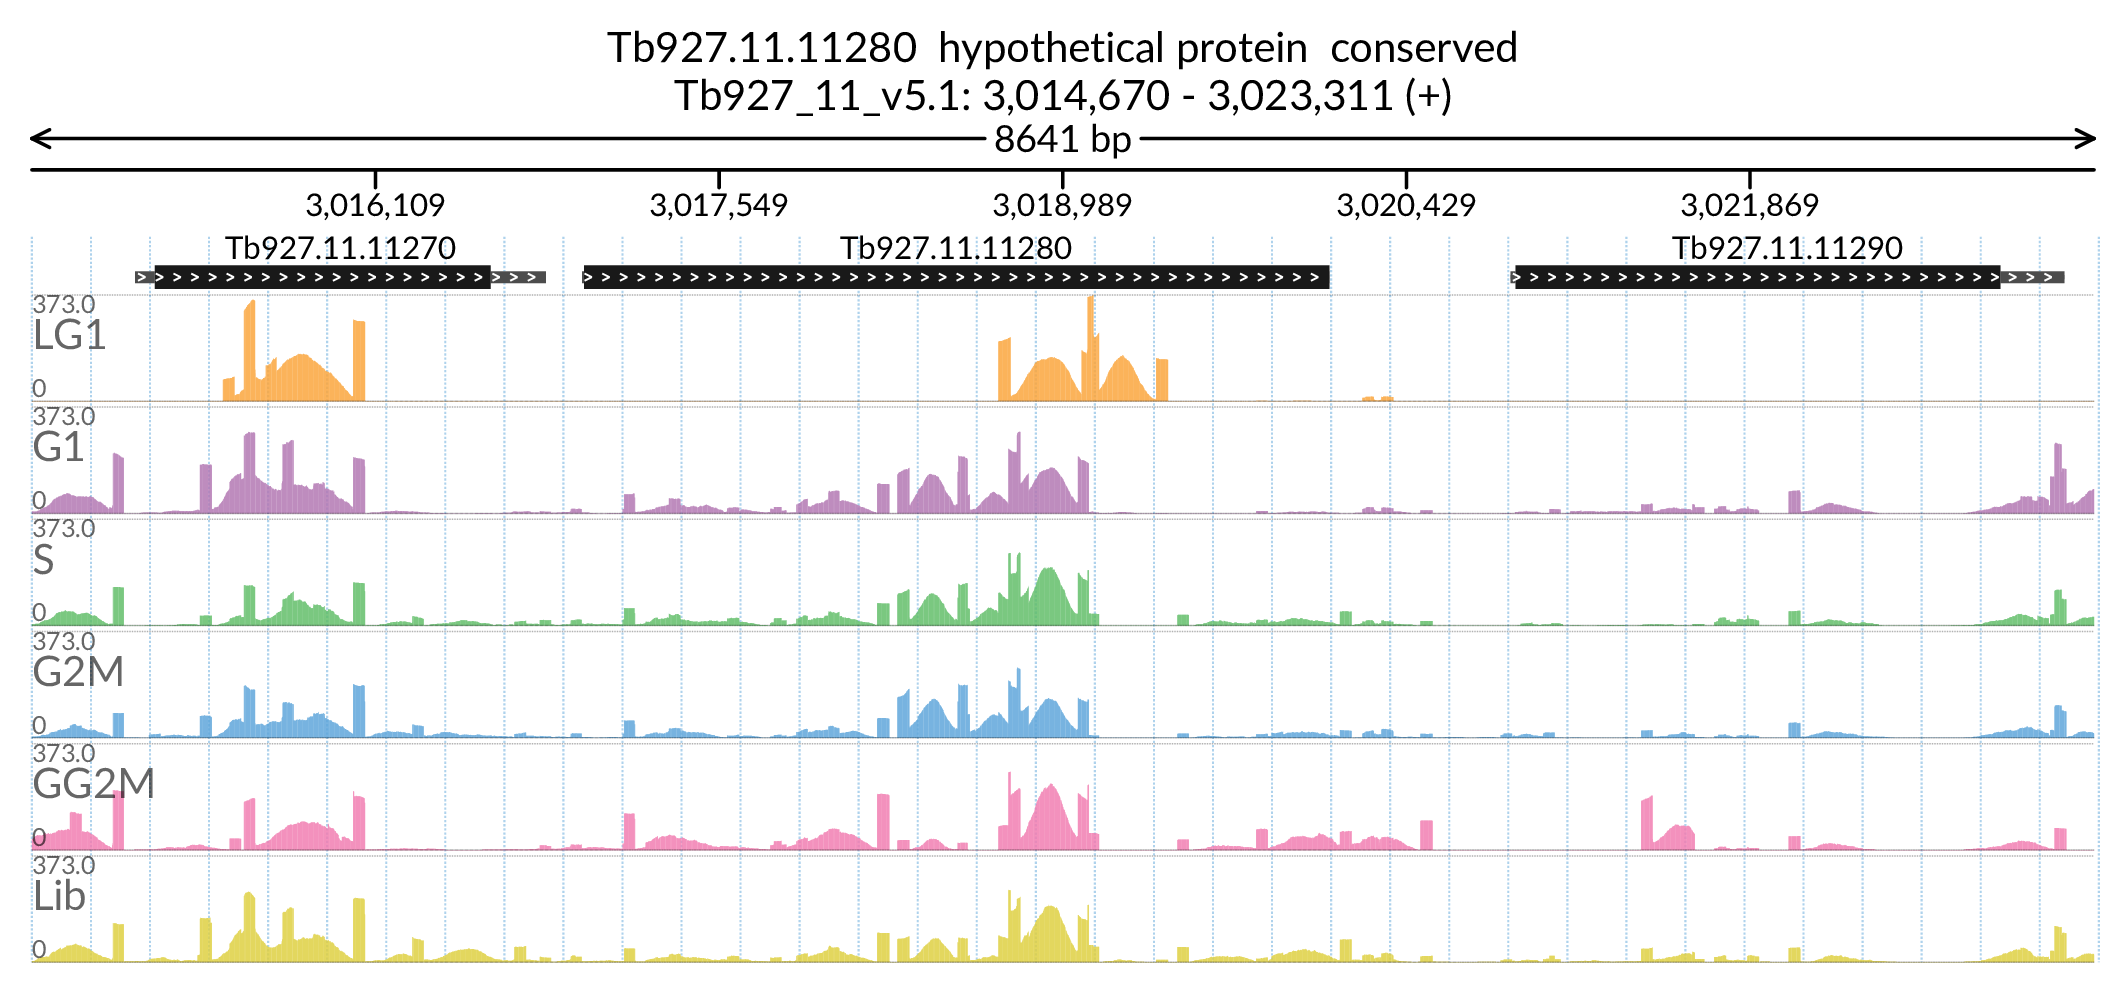 Tb927.11.11280  hypothetical protein  conserved
Tb927_11_v5.1: 3,014,670 - 3,023,311 (+)
8641 bp
3,016,109 3,017,549 3,018,989 3,020,429 3,021,869
Tb927.11.11270 Tb927.11.11280 Tb927.11.11290
373.0
LG1
0
373.0
G1
0
373.0
S
0
373.0
G2M
0
373.0
GG2M
0
373.0
Lib
0